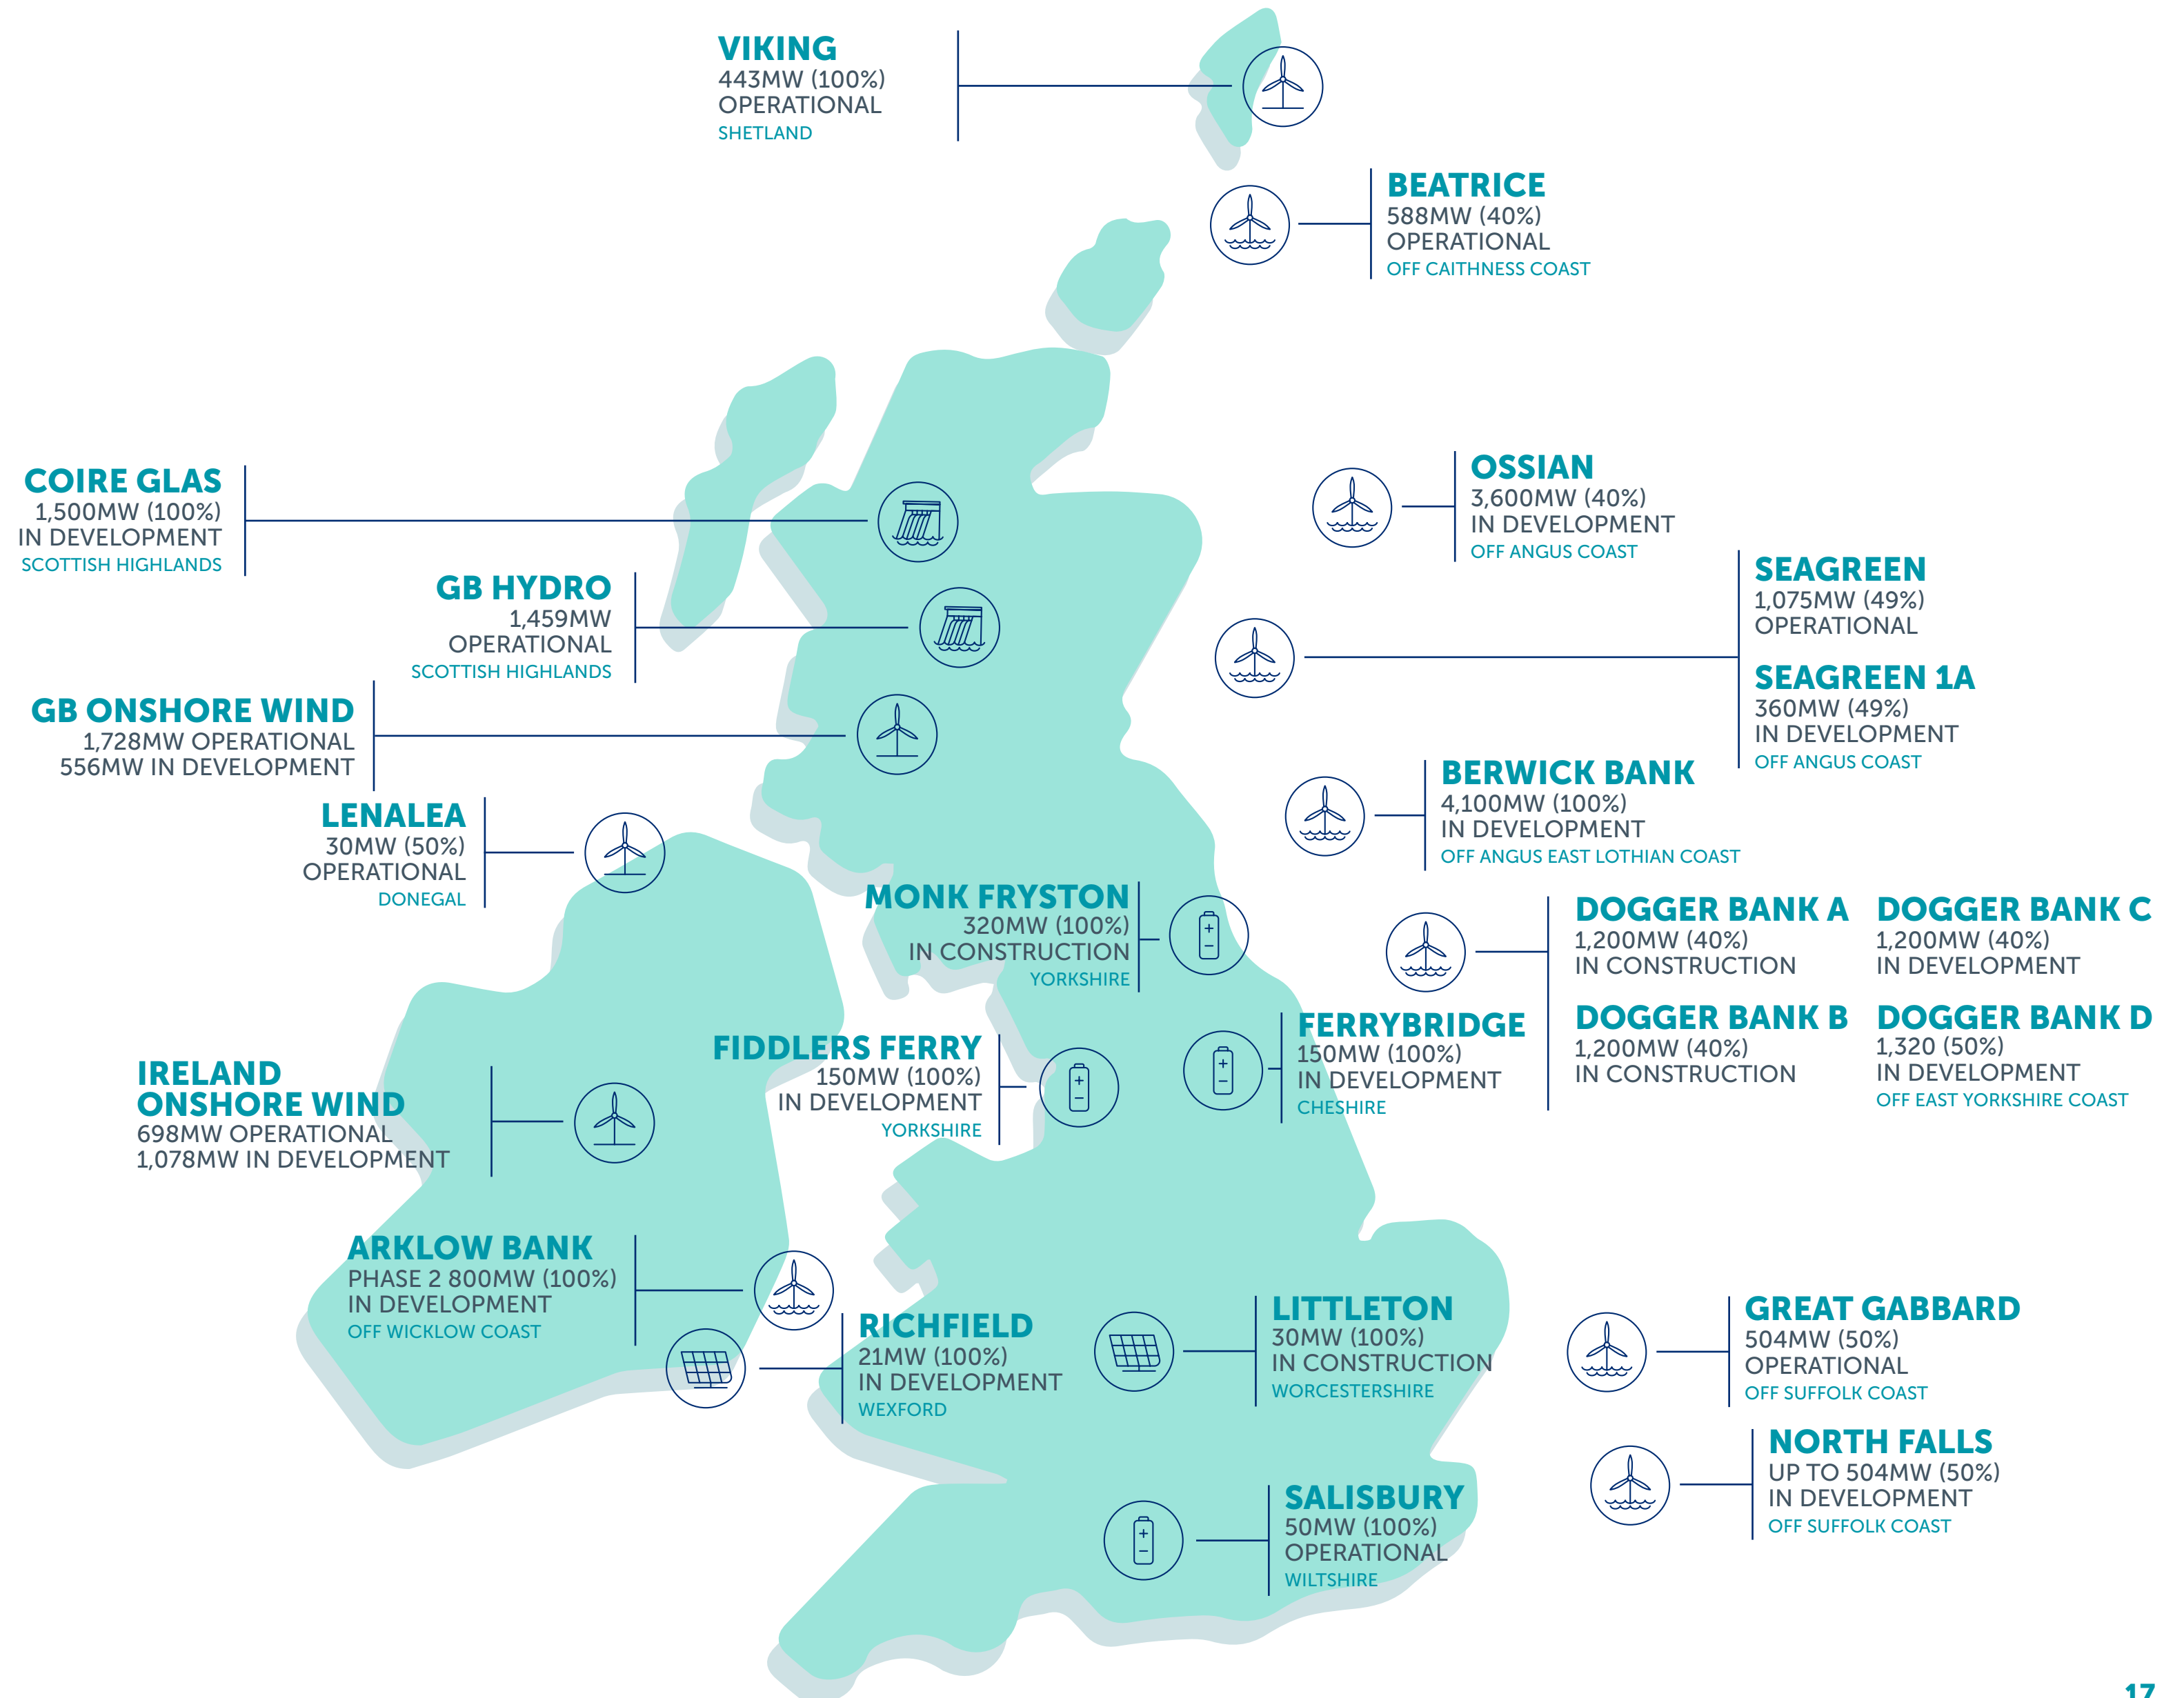 VIKING
443MW (100%)
OPERATIONAL
SHETLAND
BEATRICE
588MW (40%)
OPERATIONAL
OFF CAITHNESS COAST
COIRE GLAS
1,500MW (100%)
IN DEVELOPMENT
SCOTTISH HIGHLANDS
OSSIAN
3,600MW (40%)
IN DEVELOPMENT
OFF ANGUS COAST
GB HYDRO
1,459MW
OPERATIONAL
SCOTTISH HIGHLANDS
SEAGREEN
1,075MW (49%)
OPERATIONAL
SEAGREEN 1A
360MW (49%)
IN DEVELOPMENT
OFF ANGUS COAST
GB ONSHORE WIND
1,728MW OPERATIONAL
556MW IN DEVELOPMENT
BERWICK BANK
4,100MW (100%)
IN DEVELOPMENT
OFF ANGUS EAST LOTHIAN COAST
LENALEA
30MW (50%)
OPERATIONAL
DONEGAL
MONK FRYSTON
320MW (100%)
IN CONSTRUCTION
YORKSHIRE
DOGGER BANK A
1,200MW (40%)
IN CONSTRUCTION
DOGGER BANK C
1,200MW (40%)
IN DEVELOPMENT
DOGGER BANK B
1,200MW (40%)
IN CONSTRUCTION
DOGGER BANK D
1,320 (50%)
IN DEVELOPMENT
OFF EAST YORKSHIRE COAST
FIDDLERS FERRY
150MW (100%)
IN DEVELOPMENT
YORKSHIRE
FERRYBRIDGE
150MW (100%)
IN DEVELOPMENT
CHESHIRE
IRELAND
ONSHORE WIND
698MW OPERATIONAL
1,078MW IN DEVELOPMENT
ARKLOW BANK
PHASE 2 800MW (100%)
IN DEVELOPMENT
OFF WICKLOW COAST
RICHFIELD
21MW (100%)
IN DEVELOPMENT
WEXFORD
LITTLETON
30MW (100%)
IN CONSTRUCTION
WORCESTERSHIRE
GREAT GABBARD
504MW (50%)
OPERATIONAL
OFF SUFFOLK COAST
NORTH FALLS
UP TO 504MW (50%)
IN DEVELOPMENT
OFF SUFFOLK COAST
SALISBURY
50MW (100%)
OPERATIONAL
WILTSHIRE
17